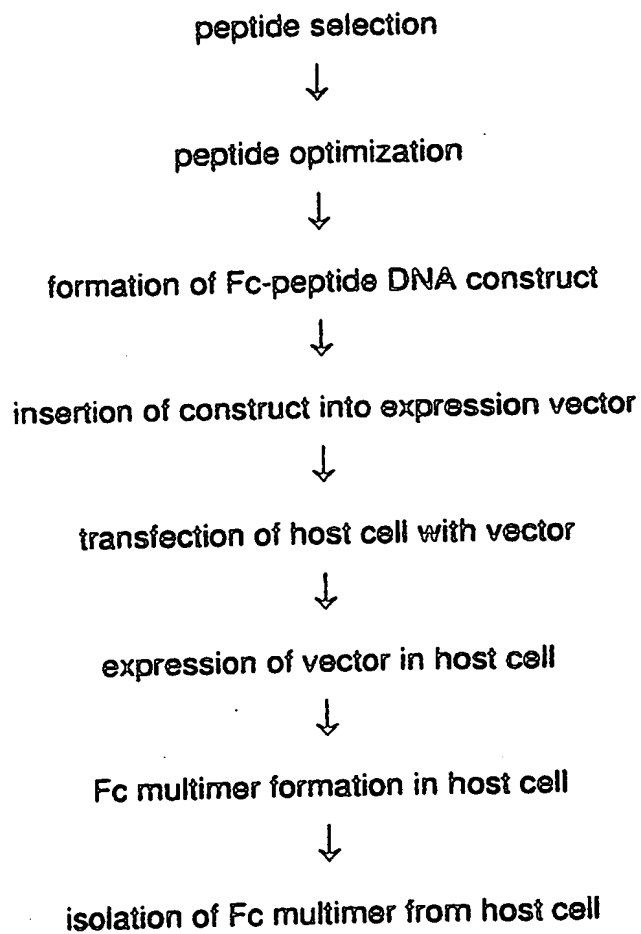 peptide selection
↓
peptide optimization
↓
formation of Fc-peptide DNA construct
↓
insertion of construct into expression vector
↓
transfection of host cell with vector
↓
expression of vector in host cell
↓
Fc multimer formation in host cell
↓
isolation of Fc multimer from host cell